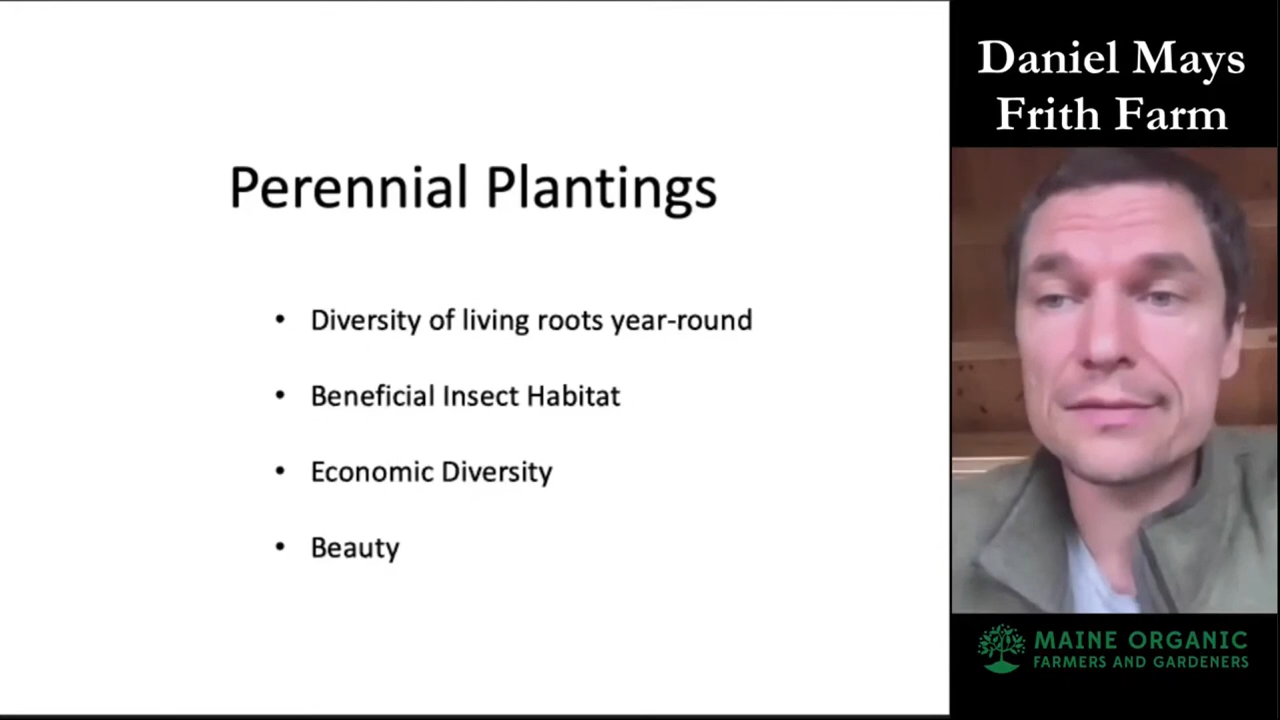 Perennial Plantings
• Diversity of living roots year-round
• Beneficial Insect Habitat
• Economic Diversity
• Beauty
Daniel Mays
Frith Farm
MAINE ORGANIC
FARMERS AND GARDENERS